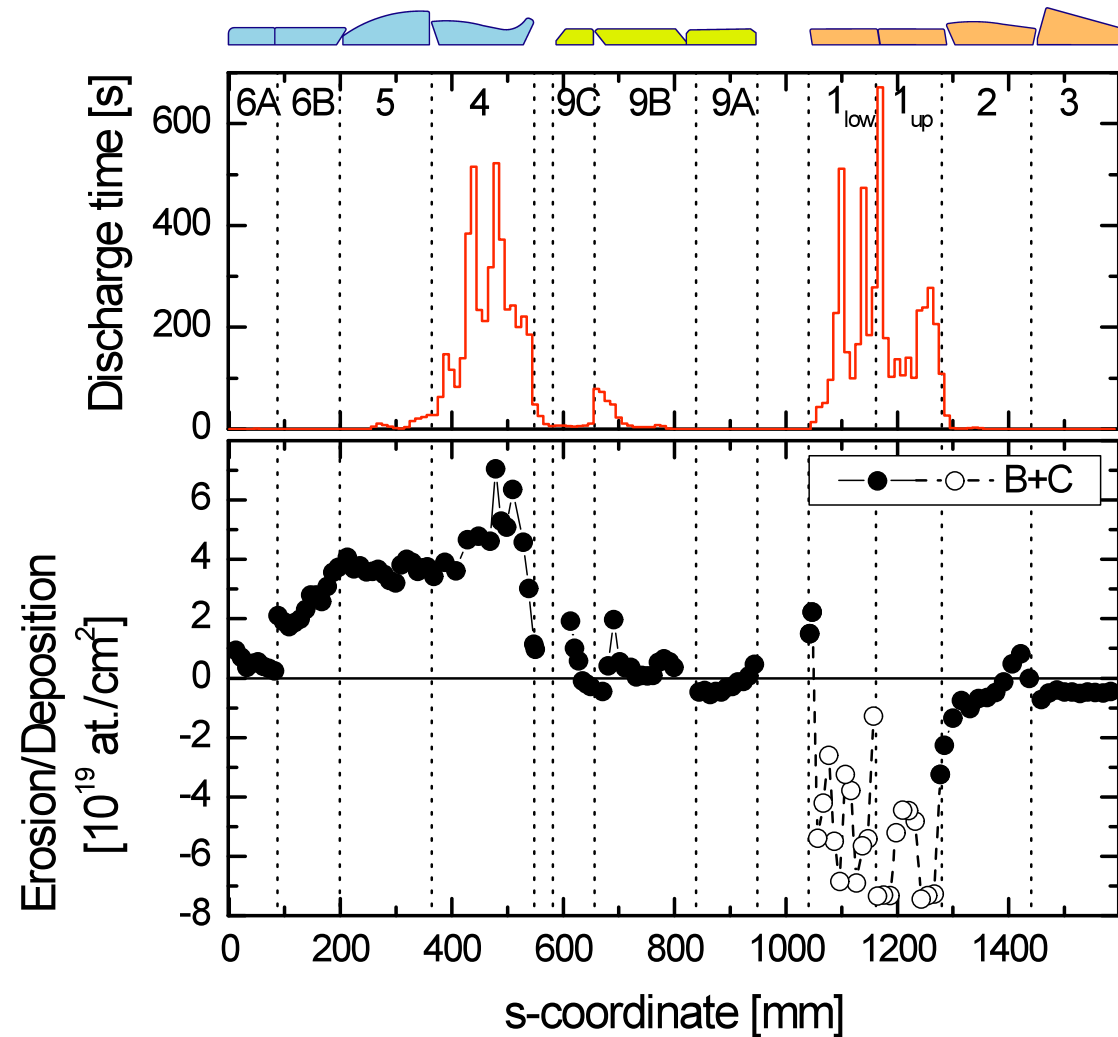 6A 6B 5 4 9C 9B 9A 1low 1up 2 3
Discharge time [s]
600
400
200
0
B+C
Erosion/Deposition
[10^19 at./cm^2]
6
4
2
0
-2
-4
-6
-8
0 200 400 600 800 1000 1200 1400
s-coordinate [mm]